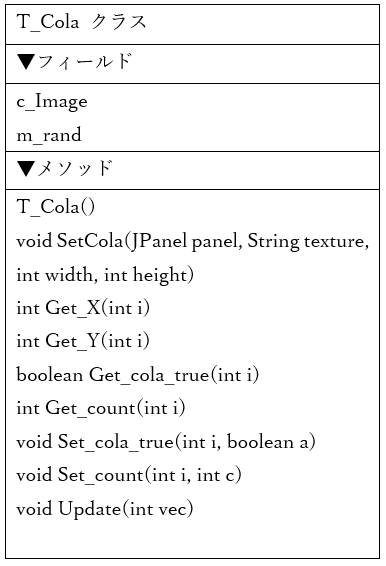 T_Cola クラス
▼フィールド
c_Image
m_rand
▼メソッド
T_Cola()
void SetCola(JPanel panel, String texture,
int width, int height)
int Get_X(int i)
int Get_Y(int i)
boolean Get_cola_true(int i)
int Get_count(int i)
void Set_cola_true(int i, boolean a)
void Set_count(int i, int c)
void Update(int vec)